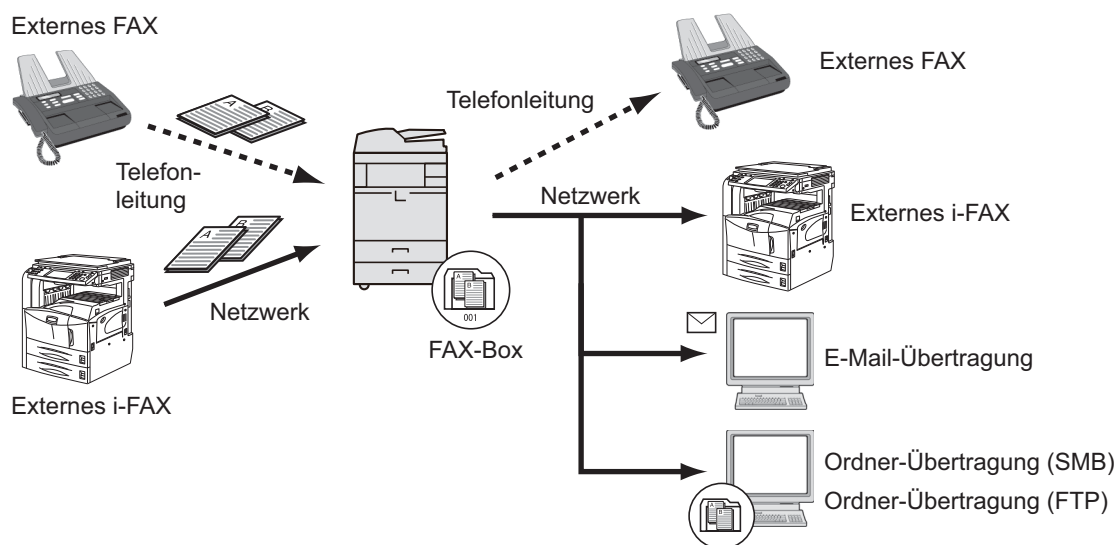 Externes FAX
Telefon-
leitung
Netzwerk
Externes i-FAX
A
B
A
B
A
B
001
FAX-Box
Telefonleitung
Externes FAX
Netzwerk
Externes i-FAX
E-Mail-Übertragung
Ordner-Übertragung (SMB)
Ordner-Übertragung (FTP)
A
B